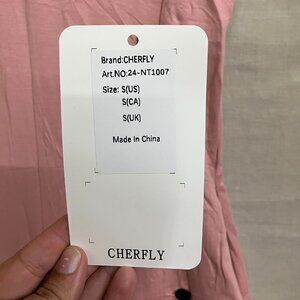 Brand:CHERFLY
Art.NO:24-NT1007
Size: S(US)
S(CA)
S(UK)
Made In China
CHERFLY